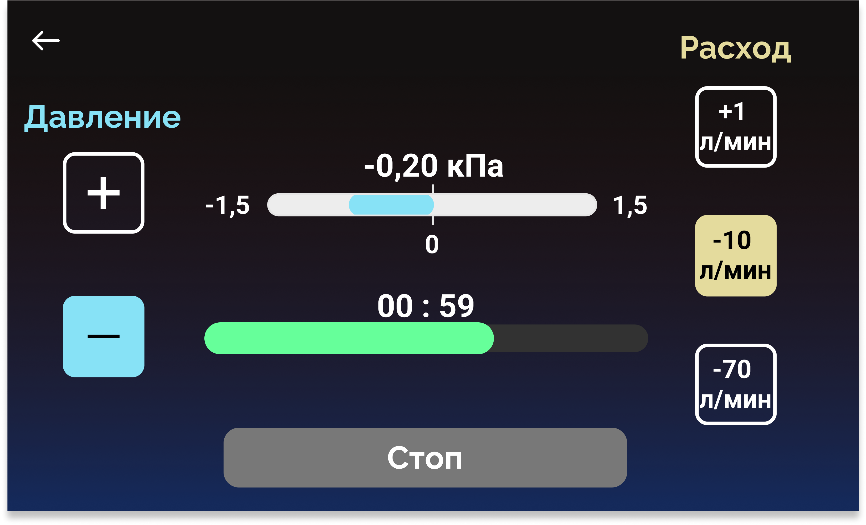 ←
Расход
Давление
+1
л/мин
+
-0,20 кПа
-1,5
1,5
0
-10
л/мин
00 : 59
–
-70
л/мин
Стоп